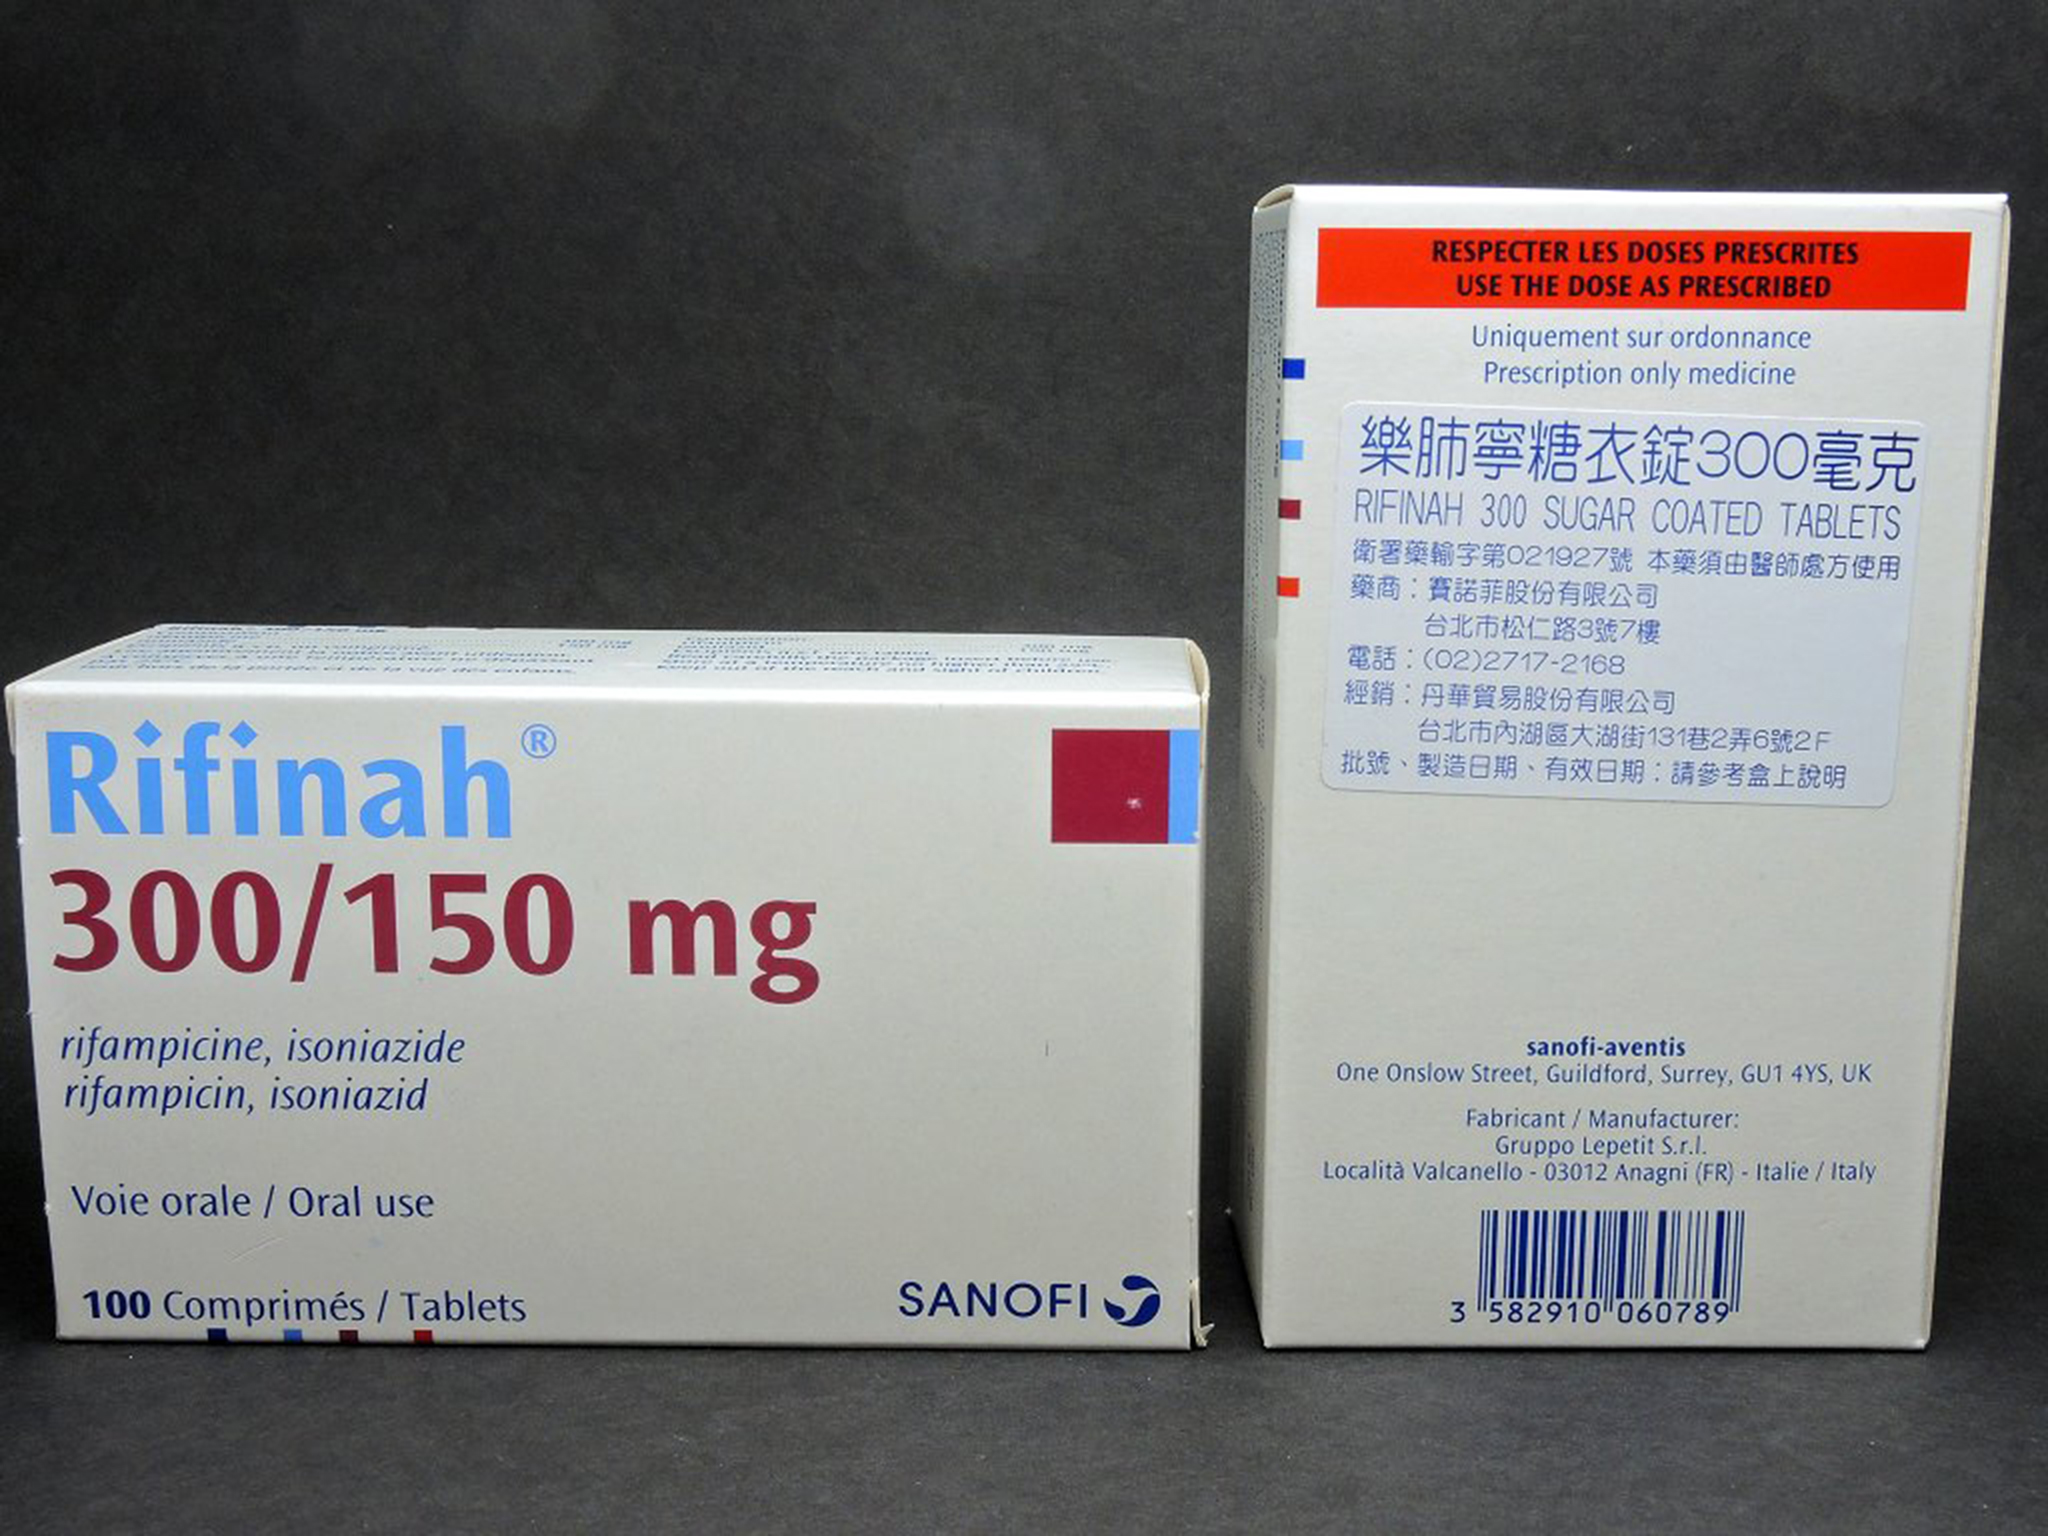 Rifinah®
300/150 mg
rifampicine, isoniazide
rifampicin, isoniazid
Voie orale / Oral use
100 Comprimés / Tablets
SANOFI
RESPECTER LES DOSES PRESCRITES
USE THE DOSE AS PRESCRIBED
Uniquement sur ordonnance
Prescription only medicine
樂肺寧糖衣錠300毫克
RIFINAH 300 SUGAR COATED TABLETS
衛署藥輸字第021927號 本藥須由醫師處方使用
藥商：賽諾菲股份有限公司
台北市松仁路3號7樓
電話：(02)2717-2168
經銷：丹華貿易股份有限公司
台北市內湖區大湖街131巷2弄6號2F
批號、製造日期、有效日期：請參考盒上說明
sanofi-aventis
One Onslow Street, Guildford, Surrey, GU1 4YS, UK
Fabricant / Manufacturer:
Gruppo Lepetit S.r.l.
Località Valcanello - 03012 Anagni (FR) - Italie / Italy
3 582910 060789